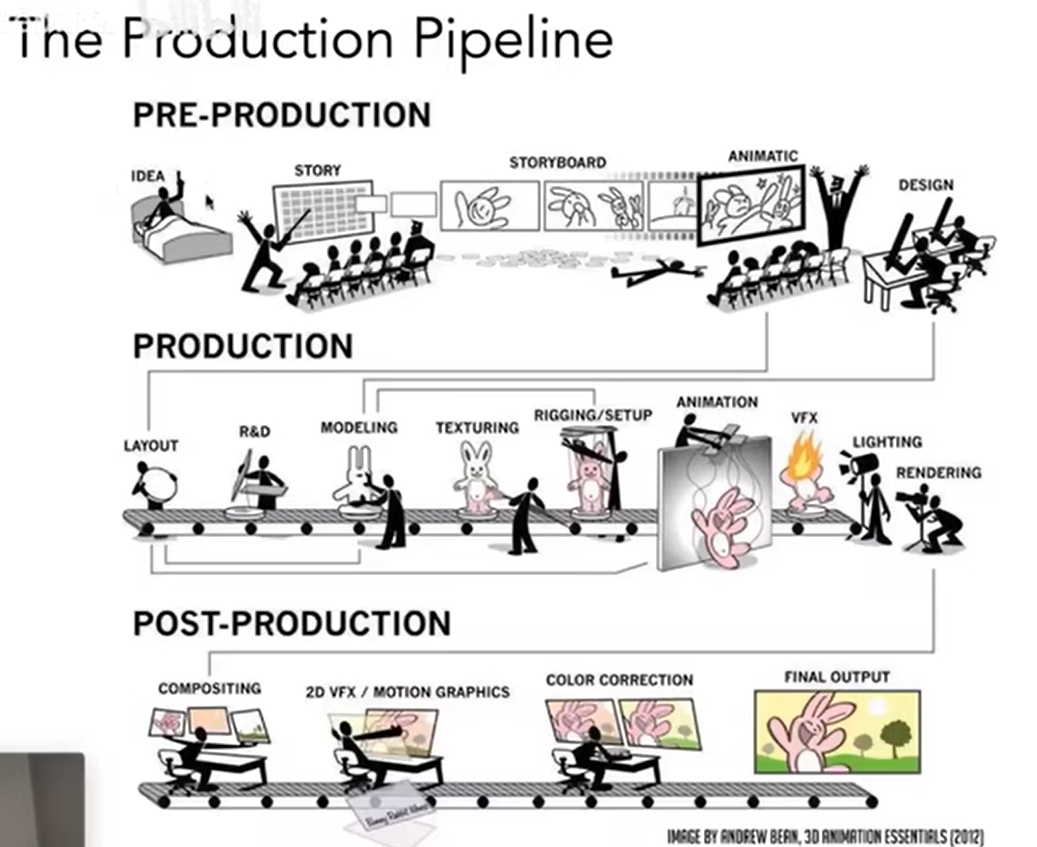 The Production Pipeline
PRE-PRODUCTION
IDEA
STORY
STORYBOARD
ANIMATIC
DESIGN
PRODUCTION
LAYOUT
R&D
MODELING
TEXTURING
RIGGING/SETUP
ANIMATION
VFX
LIGHTING
RENDERING
POST-PRODUCTION
COMPOSITING
2D VFX / MOTION GRAPHICS
COLOR CORRECTION
FINAL OUTPUT
IMAGE BY ANDREW BEAN, 3D ANIMATION ESSENTIALS (2012)